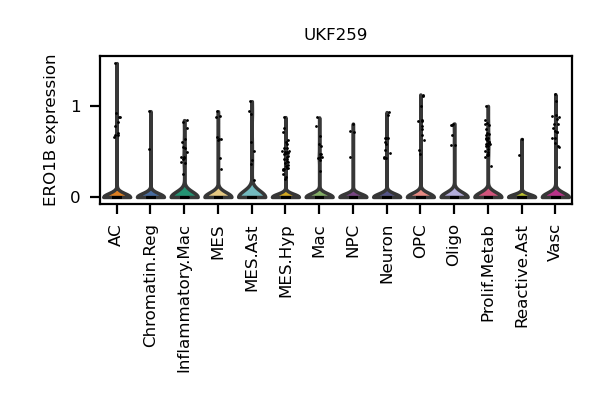 UKF259
ERO1B expression
1
0
AC
Chromatin.Reg
Inflammatory.Mac
MES
MES.Ast
MES.Hyp
Mac
NPC
Neuron
OPC
Oligo
Prolif.Metab
Reactive.Ast
Vasc